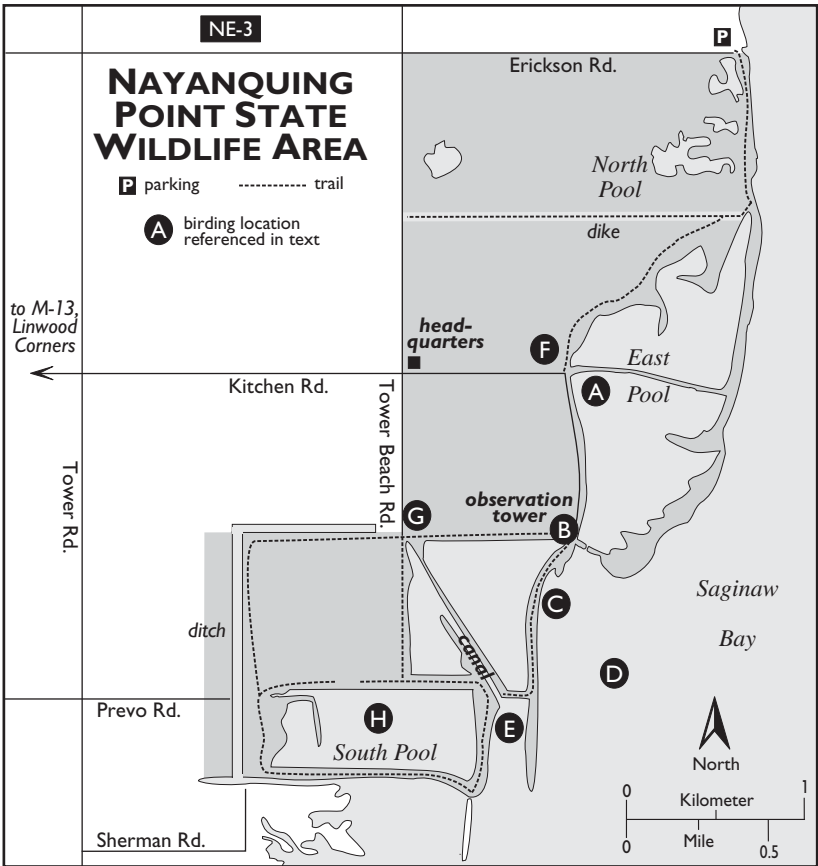 NE-3
P
Erickson Rd.
NAYANQUING
POINT STATE
WILDLIFE AREA
P parking
trail
A birding location
referenced in text
North
Pool
dike
to M-13,
Linwood
Corners
head-
quarters
F
East
Pool
A
Kitchen Rd.
Tower Rd.
Tower Beach Rd.
observation
tower
G
B
C
Saginaw
Bay
ditch
canal
D
Prevo Rd.
H
E
South Pool
North
0 1
Kilometer
Mile
0 0.5
Sherman Rd.